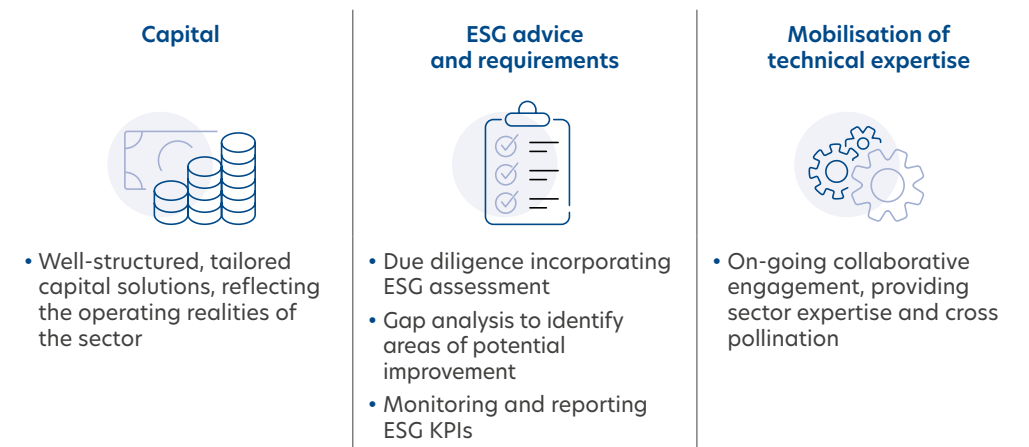 Capital
• Well-structured, tailored
capital solutions, reflecting
the operating realities of
the sector
ESG advice
and requirements
• Due diligence incorporating
ESG assessment
• Gap analysis to identify
areas of potential
improvement
• Monitoring and reporting
ESG KPIs
Mobilisation of
technical expertise
• On-going collaborative
engagement, providing
sector expertise and cross
pollination